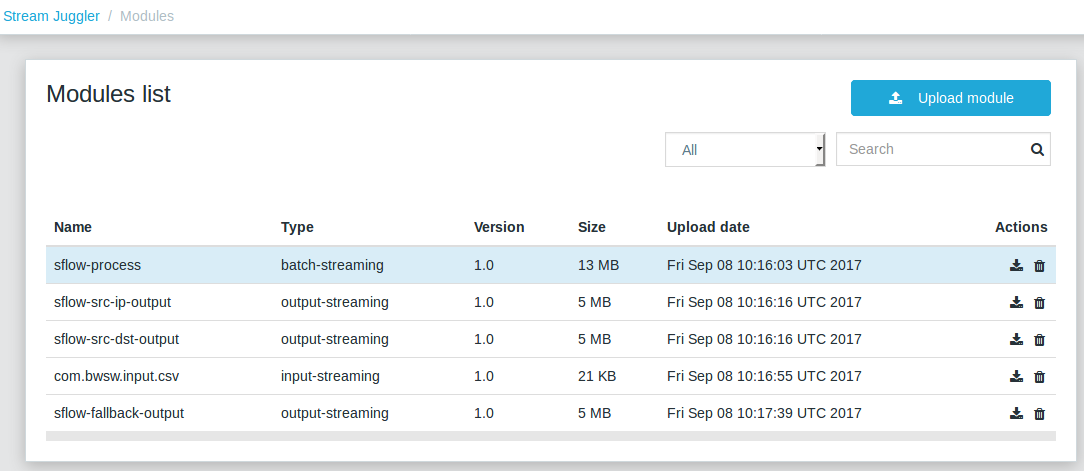 Stream Juggler / Modules
Modules list
Upload module
All
Search
Name Type Version Size Upload date Actions
sflow-process batch-streaming 1.0 13 MB Fri Sep 08 10:16:03 UTC 2017
sflow-src-ip-output output-streaming 1.0 5 MB Fri Sep 08 10:16:16 UTC 2017
sflow-src-dst-output output-streaming 1.0 5 MB Fri Sep 08 10:16:16 UTC 2017
com.bwsw.input.csv input-streaming 1.0 21 KB Fri Sep 08 10:16:55 UTC 2017
sflow-fallback-output output-streaming 1.0 5 MB Fri Sep 08 10:17:39 UTC 2017